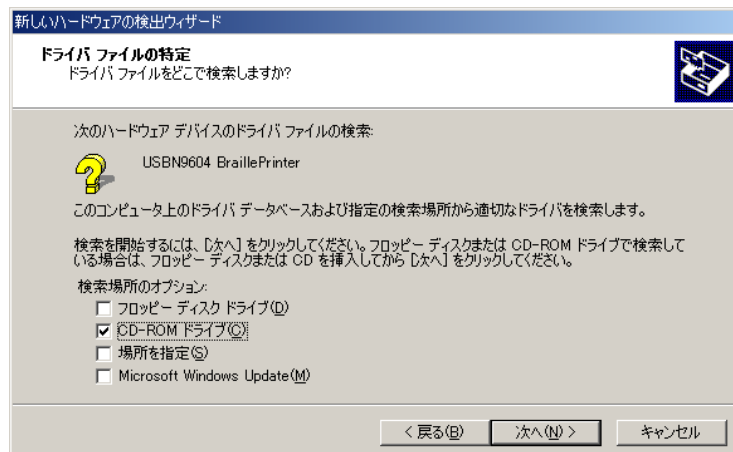 新しいハードウェアの検出ウィザード
ドライバ ファイルの特定
ドライバ ファイルをどこで検索しますか?
次のハードウェア デバイスのドライバ ファイルの検索:
USBN9604 BraillePrinter
このコンピュータ上のドライバ データベースおよび指定の検索場所から適切なドライバを検索します。
検索を開始するには、[次へ] をクリックしてください。フロッピー ディスクまたは CD-ROM ドライブで検索して
いる場合は、フロッピー ディスクまたは CD を挿入してから [次へ] をクリックしてください。
検索場所のオプション:
フロッピー ディスク ドライブ(D)
CD-ROM ドライブ(C)
場所を指定(S)
Microsoft Windows Update(M)
< 戻る(B) 次へ(N) > キャンセル